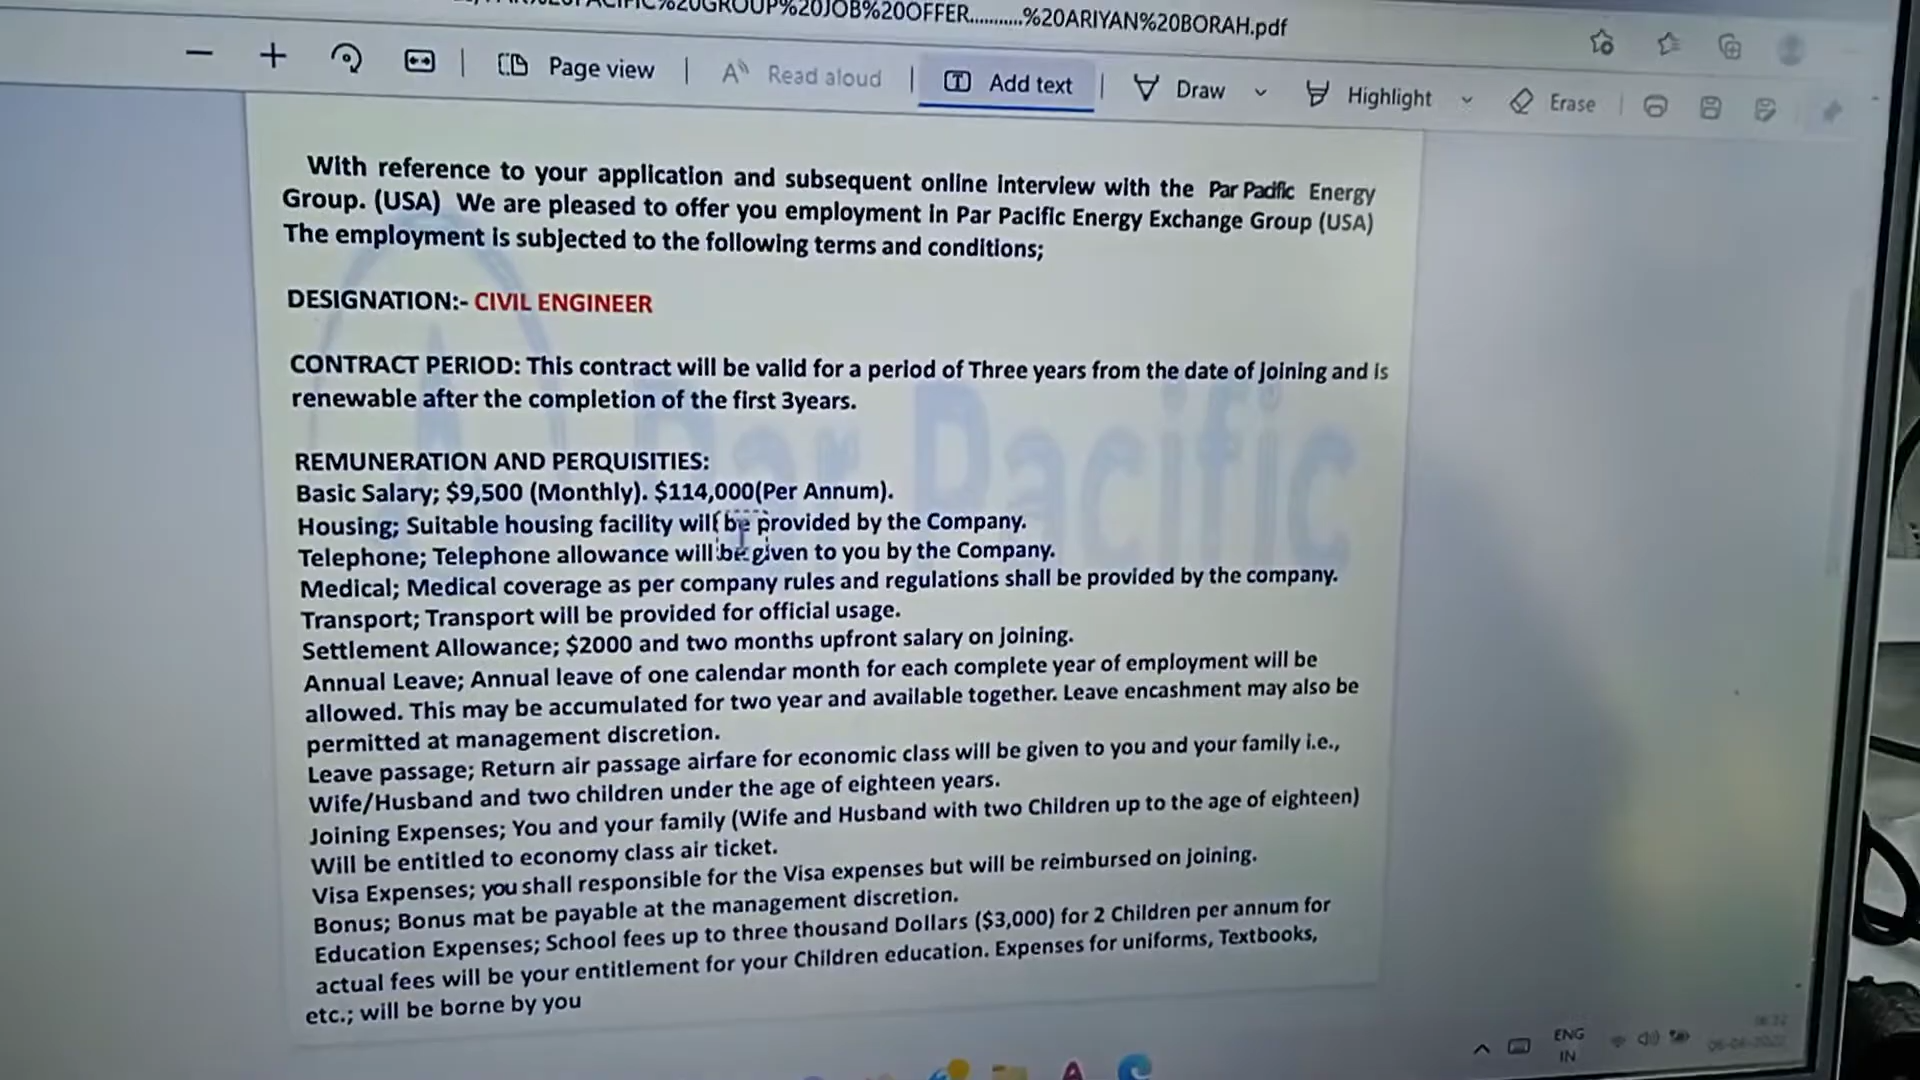 %20GROUP%20JOB%20OFFER...........%20ARIYAN%20BORAH.pdf
Page view
Read aloud
Add text
Draw
Highlight
Erase
With reference to your application and subsequent online interview with the Par Pacific Energy
Group. (USA) We are pleased to offer you employment in Par Pacific Energy Exchange Group (USA)
The employment is subjected to the following terms and conditions;
DESIGNATION:- CIVIL ENGINEER
CONTRACT PERIOD: This contract will be valid for a period of Three years from the date of joining and is
renewable after the completion of the first 3years.
Par Pacific
REMUNERATION AND PERQUISITIES:
Basic Salary; $9,500 (Monthly). $114,000(Per Annum).
Housing; Suitable housing facility will be provided by the Company.
Telephone; Telephone allowance will be given to you by the Company.
Medical; Medical coverage as per company rules and regulations shall be provided by the company.
Transport; Transport will be provided for official usage.
Settlement Allowance; $2000 and two months upfront salary on joining.
Annual Leave; Annual leave of one calendar month for each complete year of employment will be
allowed. This may be accumulated for two year and available together. Leave encashment may also be
permitted at management discretion.
Leave passage; Return air passage airfare for economic class will be given to you and your family i.e.,
Wife/Husband and two children under the age of eighteen years.
Joining Expenses; You and your family (Wife and Husband with two Children up to the age of eighteen)
Will be entitled to economy class air ticket.
Visa Expenses; you shall responsible for the Visa expenses but will be reimbursed on joining.
Bonus; Bonus mat be payable at the management discretion.
Education Expenses; School fees up to three thousand Dollars ($3,000) for 2 Children per annum for
actual fees will be your entitlement for your Children education. Expenses for uniforms, Textbooks,
etc.; will be borne by you
ENG
IN